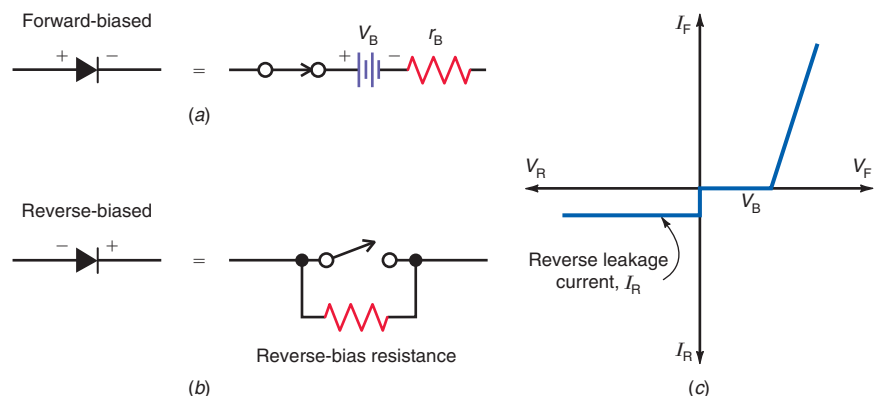 Forward-biased
+ −
=
V_B
+ −
r_B
(a)
Reverse-biased
− +
=
Reverse-bias resistance
(b)
I_F
V_R
V_F
V_B
Reverse leakage
current, I_R
I_R
(c)